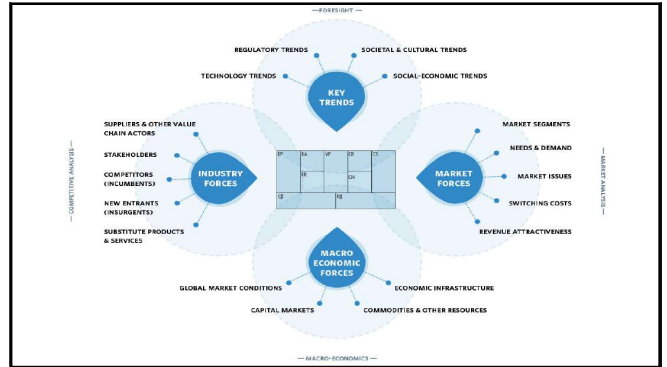 — FORESIGHT —
REGULATORY TRENDS
SOCIETAL & CULTURAL TRENDS
TECHNOLOGY TRENDS
SOCIAL-ECONOMIC TRENDS
KEY
TRENDS
SUPPLIERS & OTHER VALUE
CHAIN ACTORS
STAKEHOLDERS
COMPETITORS
(INCUMBENTS)
NEW ENTRANTS
(INSURGENTS)
SUBSTITUTE PRODUCTS
& SERVICES
— COMPETITIVE ANALYSIS —
INDUSTRY
FORCES
KA
VP
CR
CS
KR
CH
C$
R$
MARKET
FORCES
MARKET SEGMENTS
NEEDS & DEMAND
MARKET ISSUES
SWITCHING COSTS
REVENUE ATTRACTIVENESS
— MARKET ANALYSIS —
MACRO
ECONOMIC
FORCES
GLOBAL MARKET CONDITIONS
ECONOMIC INFRASTRUCTURE
CAPITAL MARKETS
COMMODITIES & OTHER RESOURCES
— MACRO-ECONOMICS —